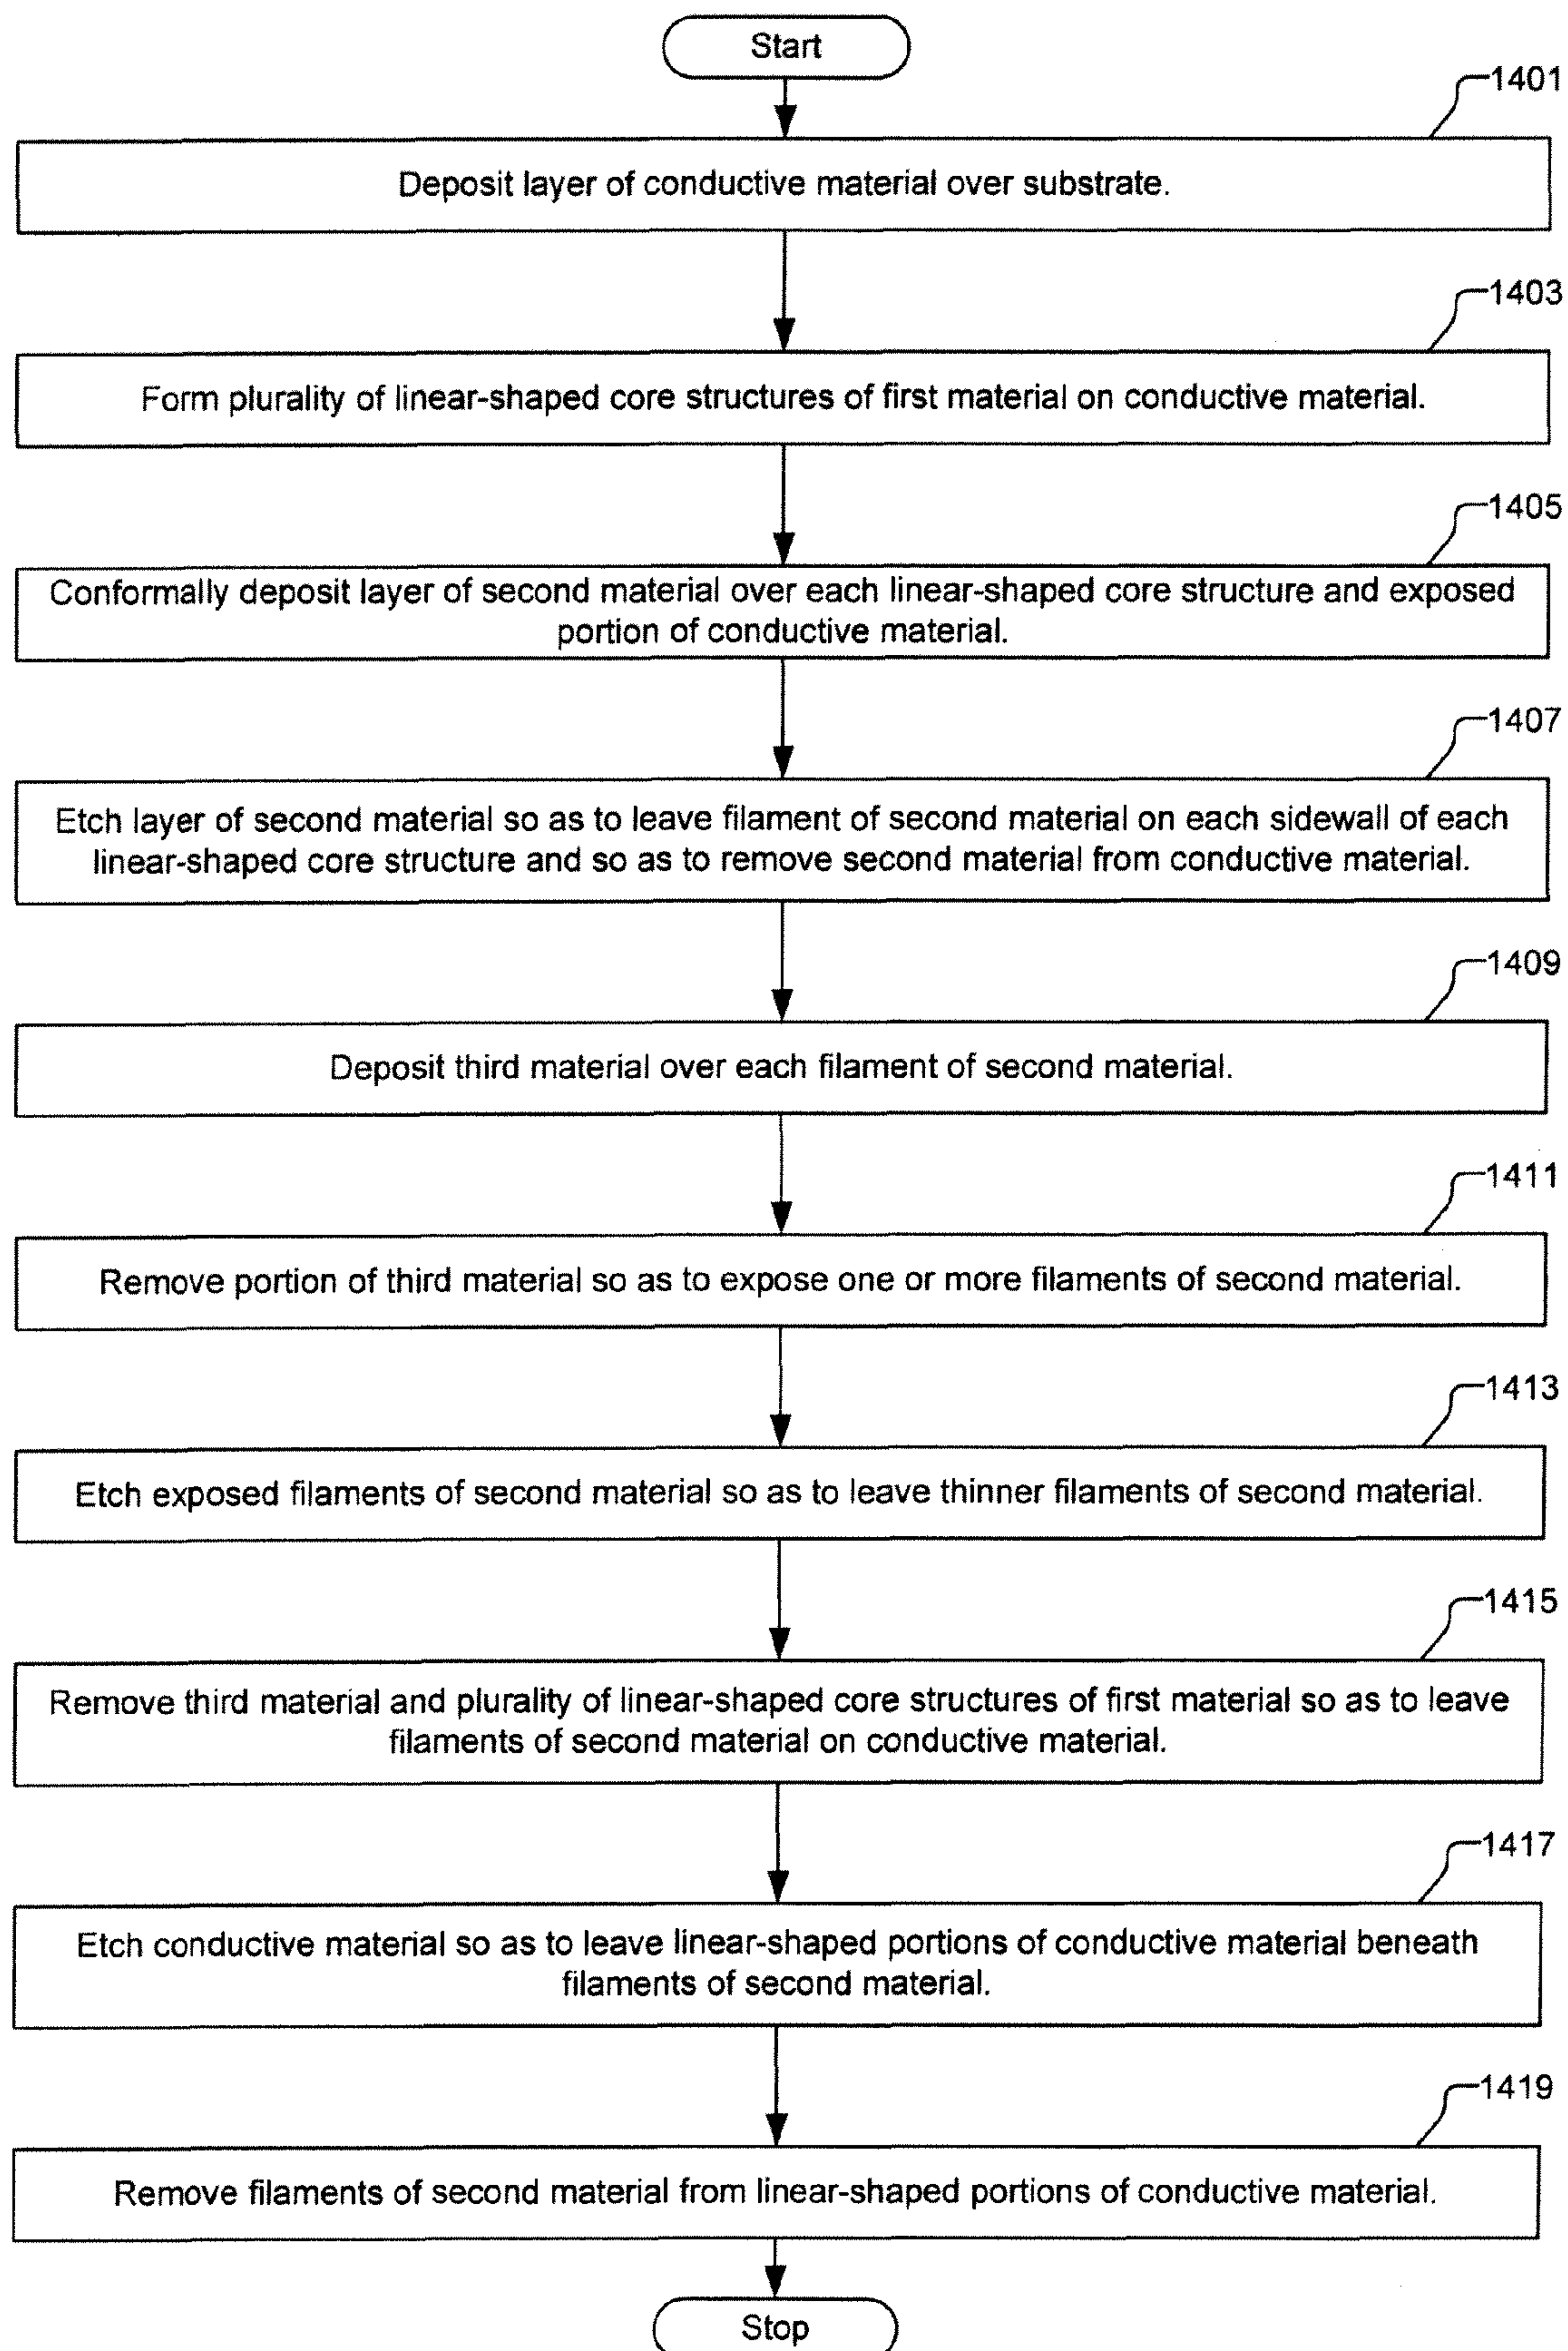 Start
1401
Deposit layer of conductive material over substrate.
1403
Form plurality of linear-shaped core structures of first material on conductive material.
1405
Conformally deposit layer of second material over each linear-shaped core structure and exposed
portion of conductive material.
1407
Etch layer of second material so as to leave filament of second material on each sidewall of each
linear-shaped core structure and so as to remove second material from conductive material.
1409
Deposit third material over each filament of second material.
1411
Remove portion of third material so as to expose one or more filaments of second material.
1413
Etch exposed filaments of second material so as to leave thinner filaments of second material.
1415
Remove third material and plurality of linear-shaped core structures of first material so as to leave
filaments of second material on conductive material.
1417
Etch conductive material so as to leave linear-shaped portions of conductive material beneath
filaments of second material.
1419
Remove filaments of second material from linear-shaped portions of conductive material.
Stop